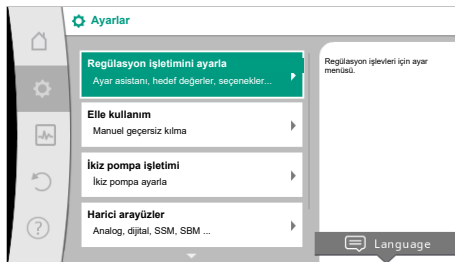 Ayarlar
Regülasyon işletimini ayarla
Ayar asistanı, hedef değerler, seçenekler...
Elle kullanım
Manuel geçersiz kılma
İkiz pompa işletimi
İkiz pompa ayarla
Harici arayüzler
Analog, dijital, SSM, SBM ...
Regülasyon işlevleri için ayar
menüsü.
?
Language